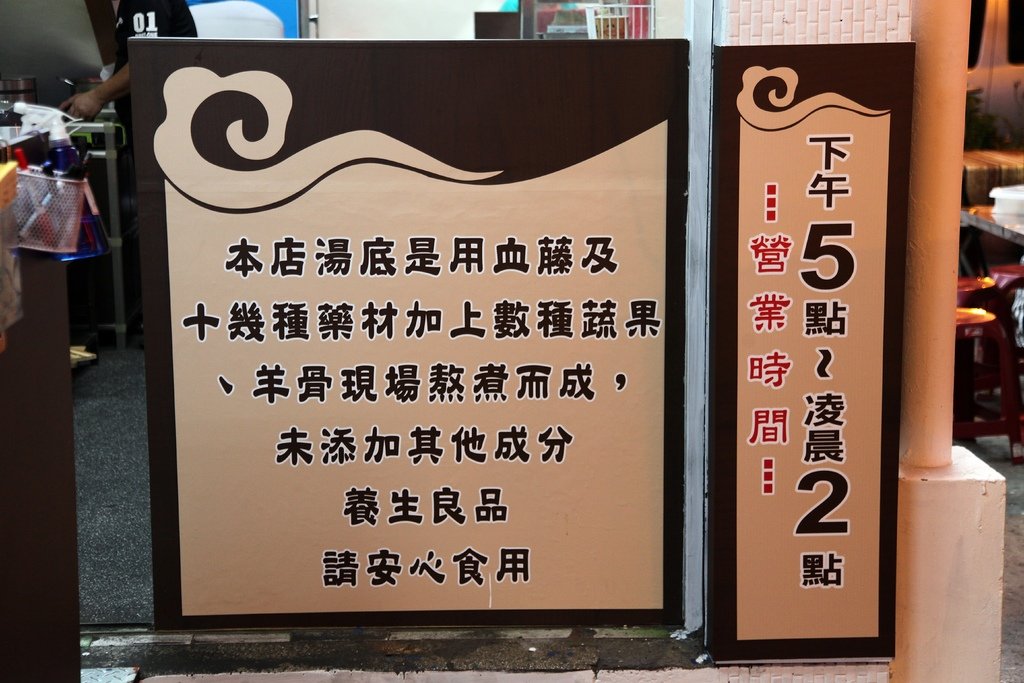 01
本店湯底是用血藤及
十幾種藥材加上數種蔬果
、羊骨現場熬煮而成，
未添加其他成分
養生良品
請安心食用
下午5點~凌晨2點
營業時間